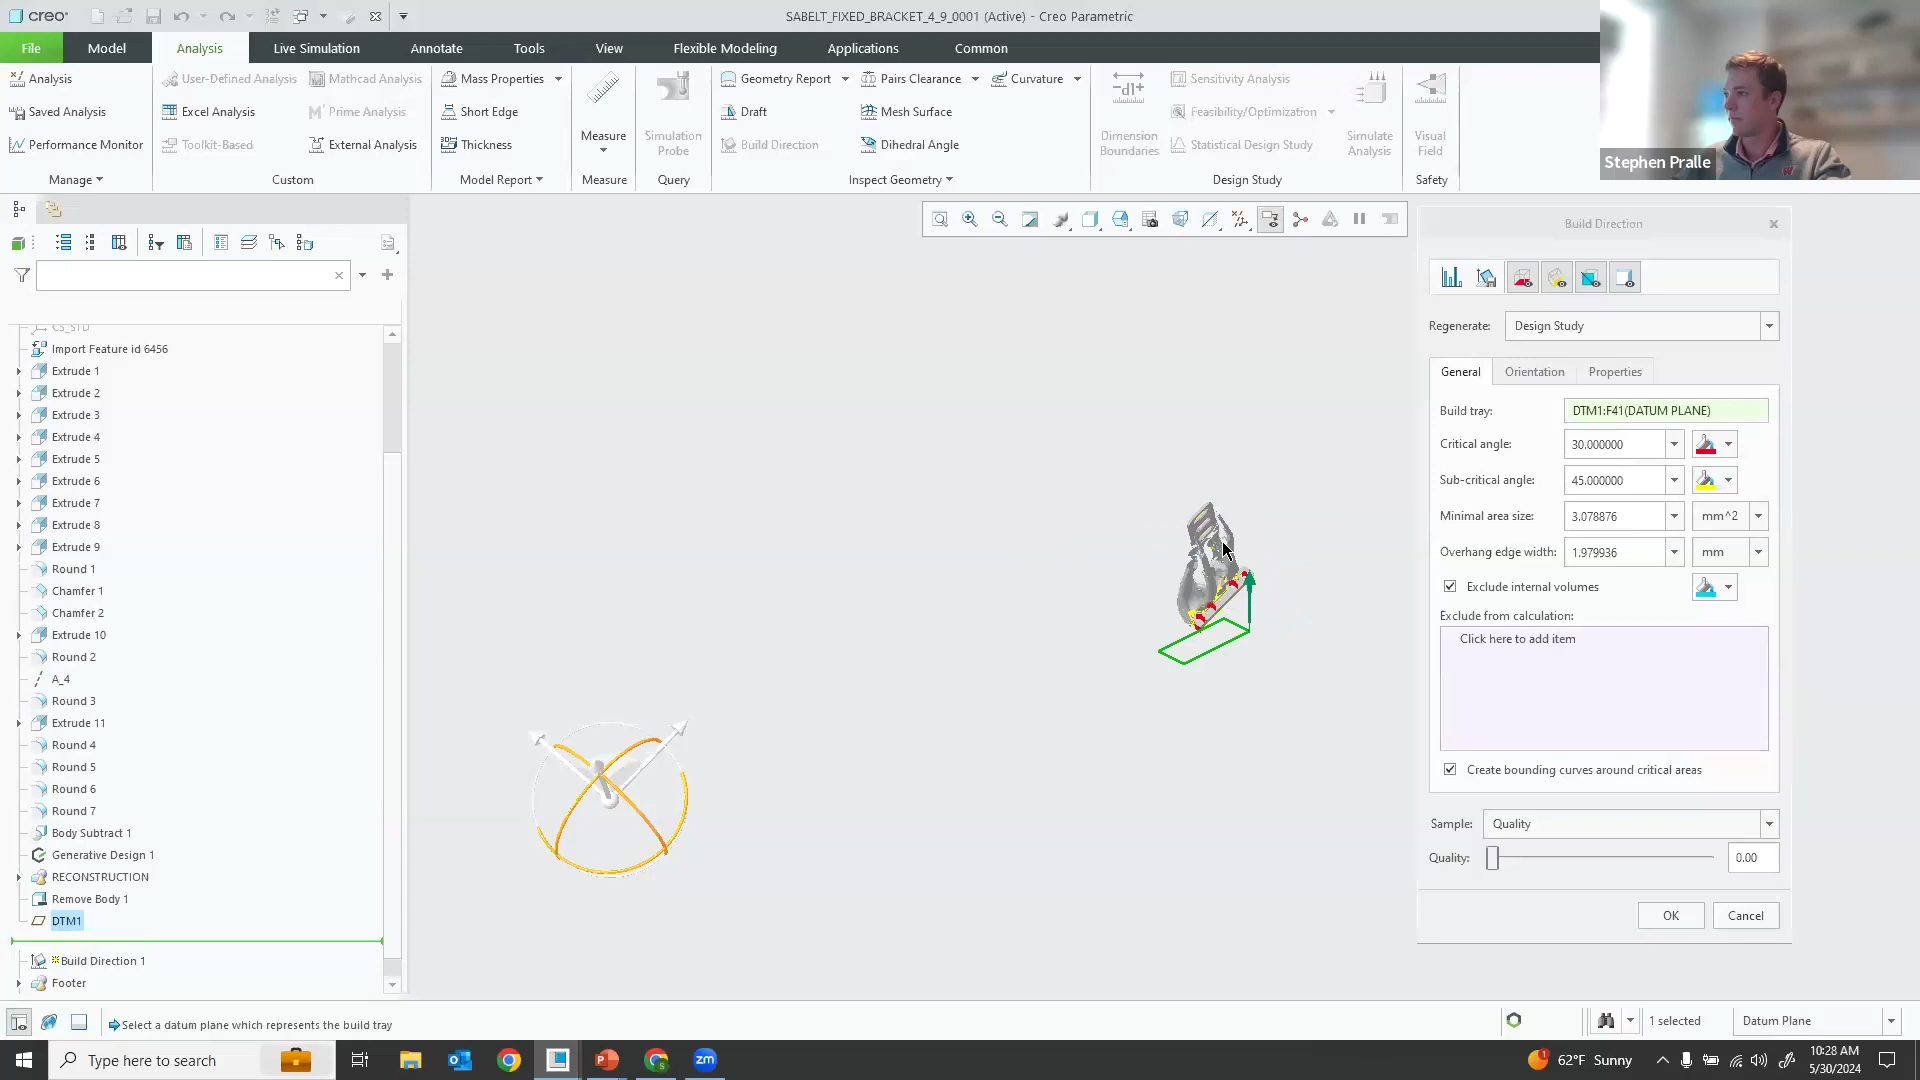 creo
SABELT_FIXED_BRACKET_4_9_0001 (Active) - Creo Parametric
File Model Analysis Live Simulation Annotate Tools View Flexible Modeling Applications Common
Analysis
Saved Analysis
Performance Monitor
Manage
User-Defined Analysis
Excel Analysis
Toolkit-Based
Mathcad Analysis
Prime Analysis
External Analysis
Custom
Mass Properties
Short Edge
Thickness
Model Report
Measure
Measure
Simulation
Probe
Query
Geometry Report
Draft
Build Direction
Pairs Clearance
Mesh Surface
Dihedral Angle
Curvature
Inspect Geometry
Dimension
Boundaries
Sensitivity Analysis
Feasibility/Optimization
Statistical Design Study
Simulate
Analysis
Design Study
Visual
Field
Safety
Stephen Pralle
CS_STD
Import Feature id 6456
Extrude 1
Extrude 2
Extrude 3
Extrude 4
Extrude 5
Extrude 6
Extrude 7
Extrude 8
Extrude 9
Round 1
Chamfer 1
Chamfer 2
Extrude 10
Round 2
A_4
Round 3
Extrude 11
Round 4
Round 5
Round 6
Round 7
Body Subtract 1
Generative Design 1
RECONSTRUCTION
Remove Body 1
DTM1
Build Direction 1
Footer
Build Direction
Regenerate: Design Study
General Orientation Properties
Build tray: DTM1:F41(DATUM PLANE)
Critical angle: 30.000000
Sub-critical angle: 45.000000
Minimal area size: 3.078876 mm^2
Overhang edge width: 1.979936 mm
Exclude internal volumes
Exclude from calculation:
Click here to add item
Create bounding curves around critical areas
Sample: Quality
Quality: 0.00
OK Cancel
Select a datum plane which represents the build tray
1 selected
Datum Plane
Type here to search
zm
62°F Sunny
10:28 AM
5/30/2024